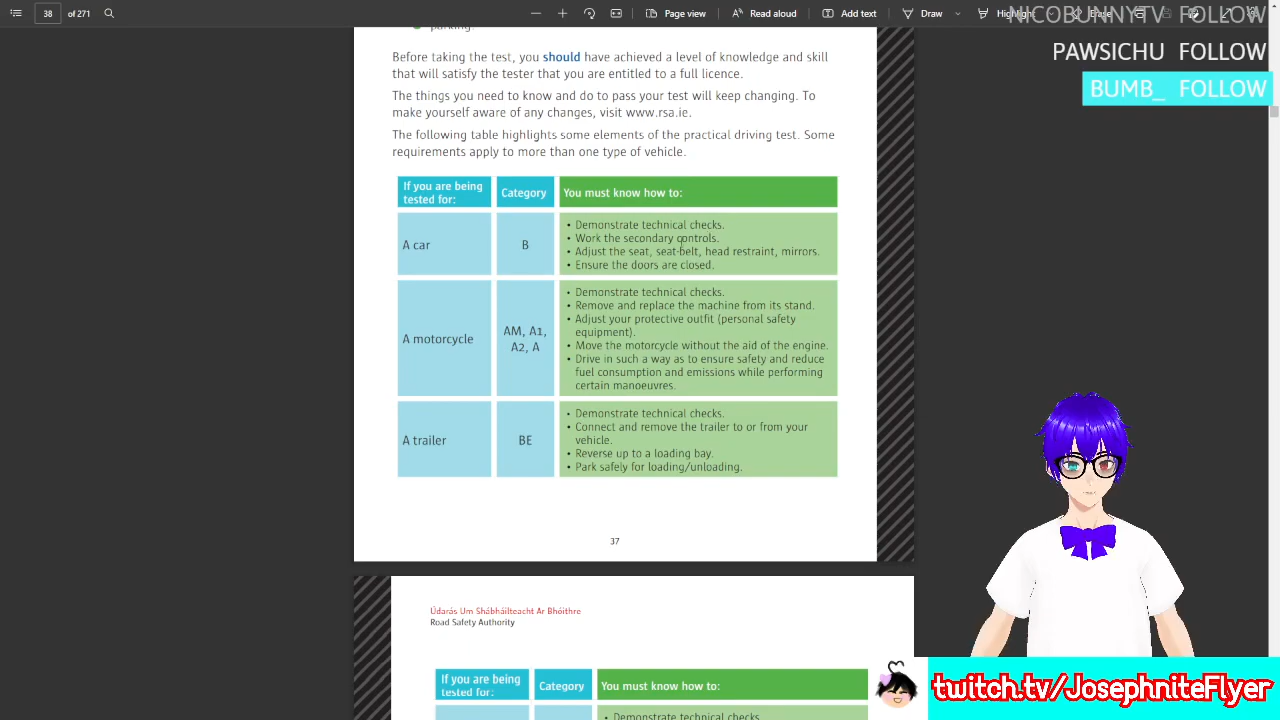 38 of 271
Page view
Read aloud
Add text
Draw
Highlight
Erase
NICOBUNNYTV FOLLOW
PAWSICHU FOLLOW
BUMB_ FOLLOW
parking.
Before taking the test, you should have achieved a level of knowledge and skill
that will satisfy the tester that you are entitled to a full licence.
The things you need to know and do to pass your test will keep changing. To
make yourself aware of any changes, visit www.rsa.ie.
The following table highlights some elements of the practical driving test. Some
requirements apply to more than one type of vehicle.
If you are being
tested for:
Category
You must know how to:
A car
B
• Demonstrate technical checks.
• Work the secondary controls.
• Adjust the seat, seat-belt, head restraint, mirrors.
• Ensure the doors are closed.
A motorcycle
AM, A1,
A2, A
• Demonstrate technical checks.
• Remove and replace the machine from its stand.
• Adjust your protective outfit (personal safety
equipment).
• Move the motorcycle without the aid of the engine.
• Drive in such a way as to ensure safety and reduce
fuel consumption and emissions while performing
certain manoeuvres.
A trailer
BE
• Demonstrate technical checks.
• Connect and remove the trailer to or from your
vehicle.
• Reverse up to a loading bay.
• Park safely for loading/unloading.
37
Údarás Um Shábháilteacht Ar Bhóithre
Road Safety Authority
If you are being
tested for:
Category
You must know how to:
• Demonstrate technical checks
twitch.tv/JosephniteFlyer